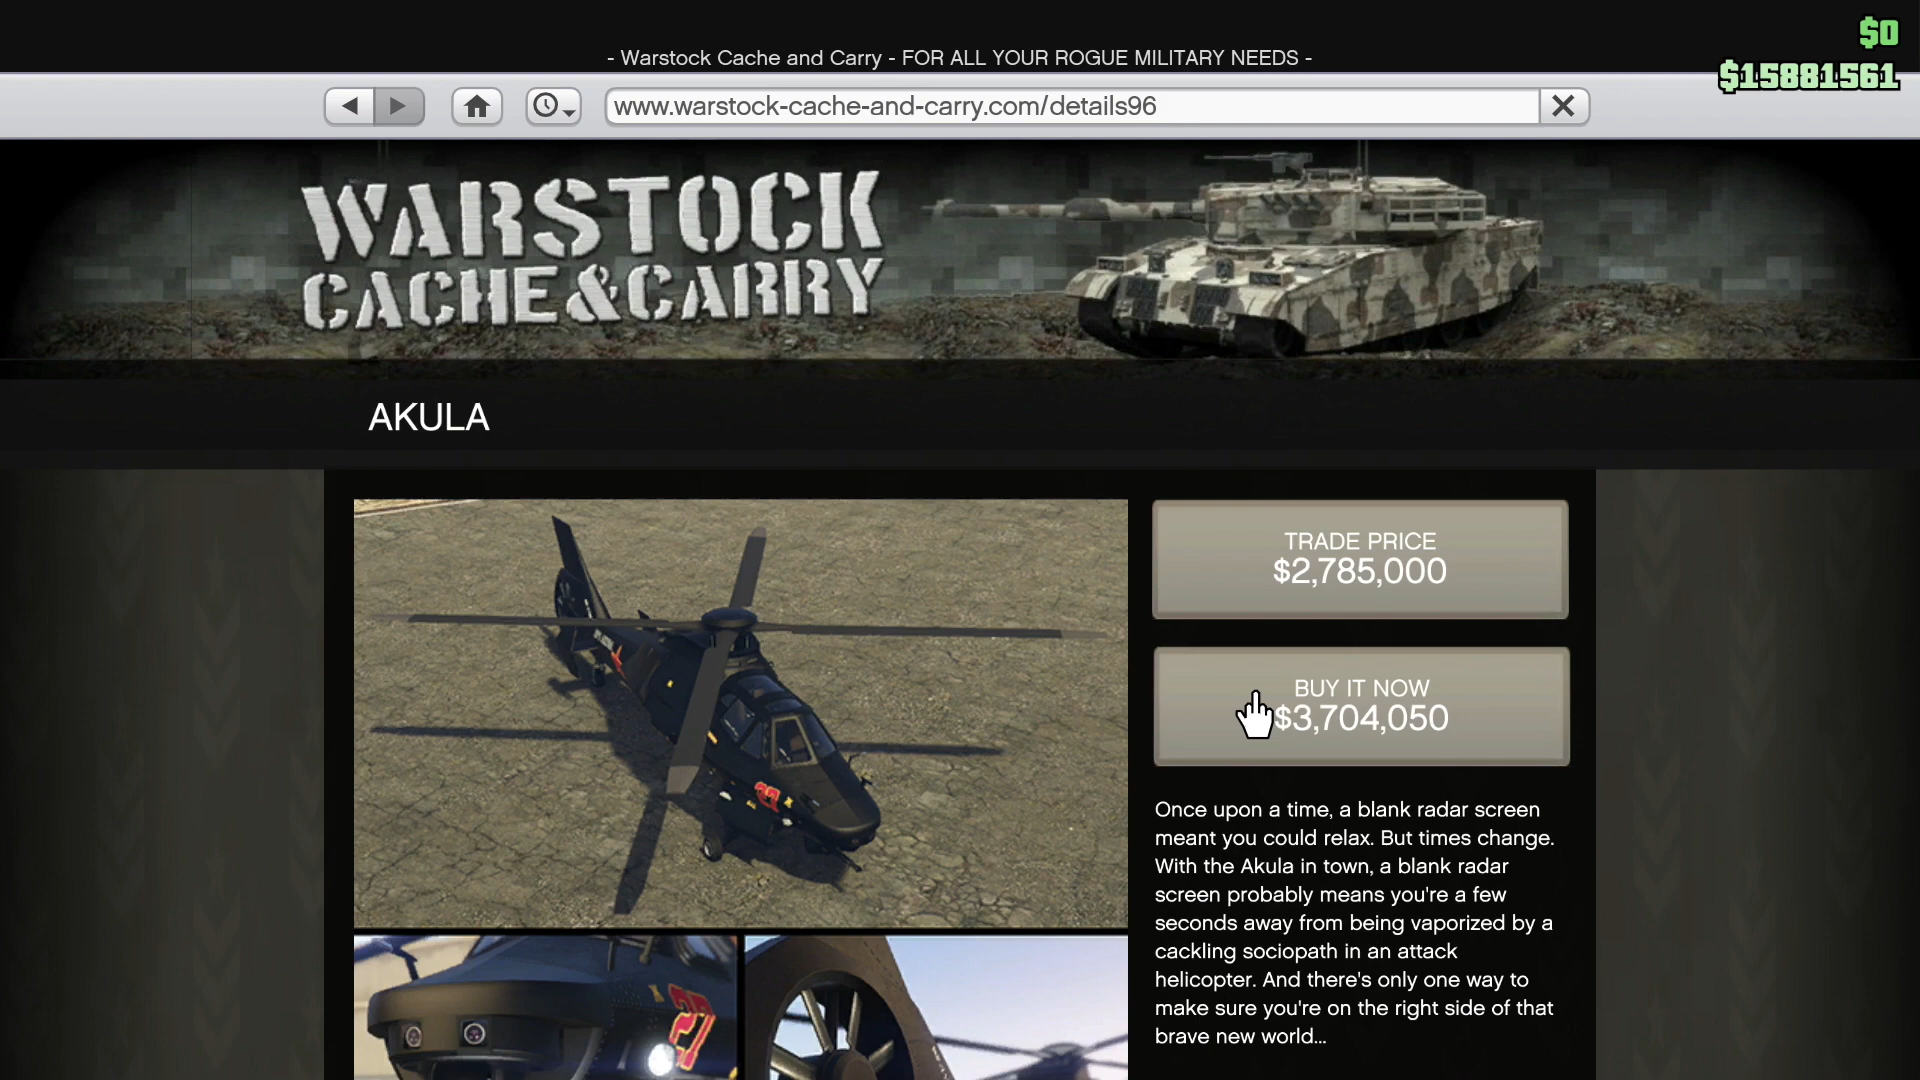 $0
- Warstock Cache and Carry - FOR ALL YOUR ROGUE MILITARY NEEDS -
$15881561
www.warstock-cache-and-carry.com/details96
WARSTOCK
CACHE & CARRY
AKULA
TRADE PRICE
$2,785,000
BUY IT NOW
$3,704,050
Once upon a time, a blank radar screen
meant you could relax. But times change.
With the Akula in town, a blank radar
screen probably means you're a few
seconds away from being vaporized by a
cackling sociopath in an attack
helicopter. And there's only one way to
make sure you're on the right side of that
brave new world...
27